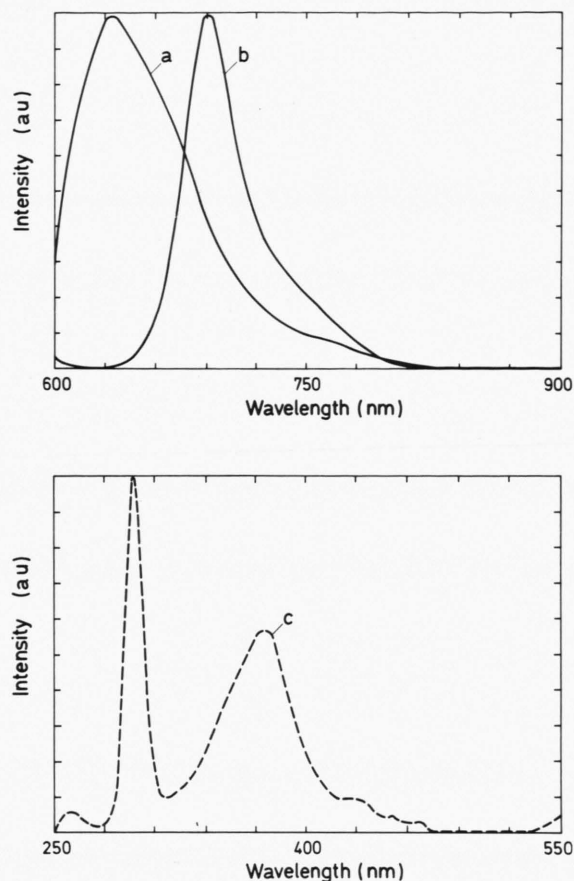 Intensity (au)
a
b
600
750
900
Wavelength (nm)
Intensity (au)
c
250
400
550
Wavelength (nm)